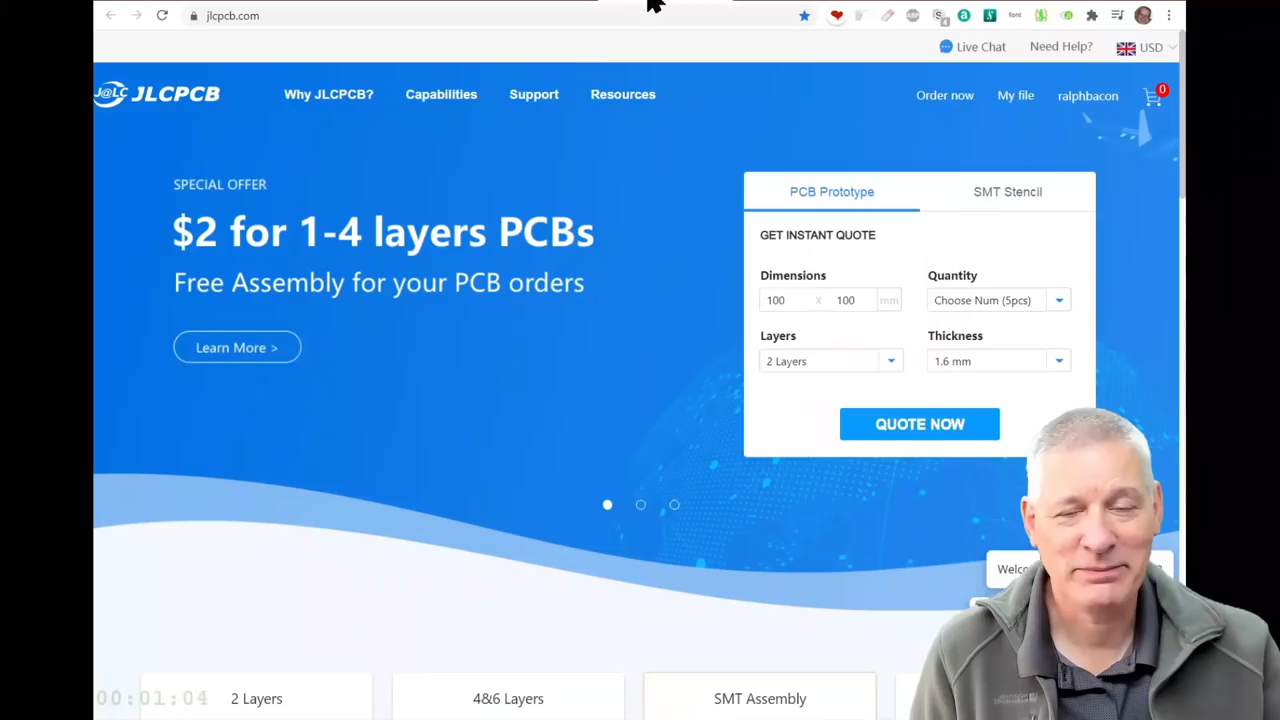 jlcpcb.com
Live Chat
Need Help?
USD
J@LC JLCPCB
Why JLCPCB?
Capabilities
Support
Resources
Order now
My file
ralphbacon
0
SPECIAL OFFER
$2 for 1-4 layers PCBs
Free Assembly for your PCB orders
Learn More >
PCB Prototype
SMT Stencil
GET INSTANT QUOTE
Dimensions
Quantity
100 X 100 mm
Choose Num (5pcs)
Layers
Thickness
2 Layers
1.6 mm
QUOTE NOW
00:01:04
2 Layers
4&6 Layers
SMT Assembly